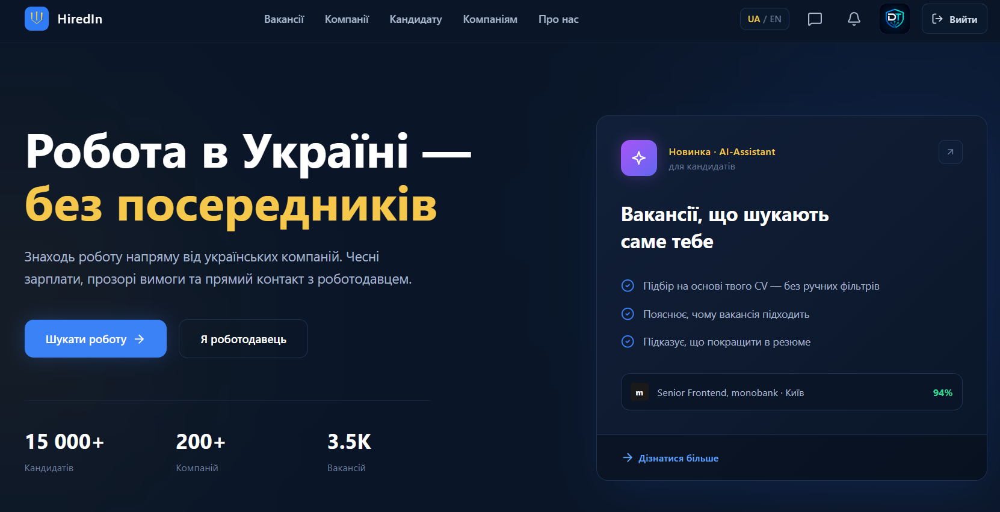 HiredIn
Вакансії
Компанії
Кандидату
Компаніям
Про нас
UA / EN
DT
Вийти
Робота в Україні —
без посередників
Знаходь роботу напряму від українських компаній. Чесні
зарплати, прозорі вимоги та прямий контакт з роботодавцем.
Шукати роботу
Я роботодавець
15 000+
Кандидатів
200+
Компаній
3.5K
Вакансій
Новинка · AI-Assistant
для кандидатів
Вакансії, що шукають
саме тебе
Підбір на основі твого CV — без ручних фільтрів
Пояснює, чому вакансія підходить
Підказує, що покращити в резюме
m
Senior Frontend, monobank · Київ
94%
Дізнатися більше